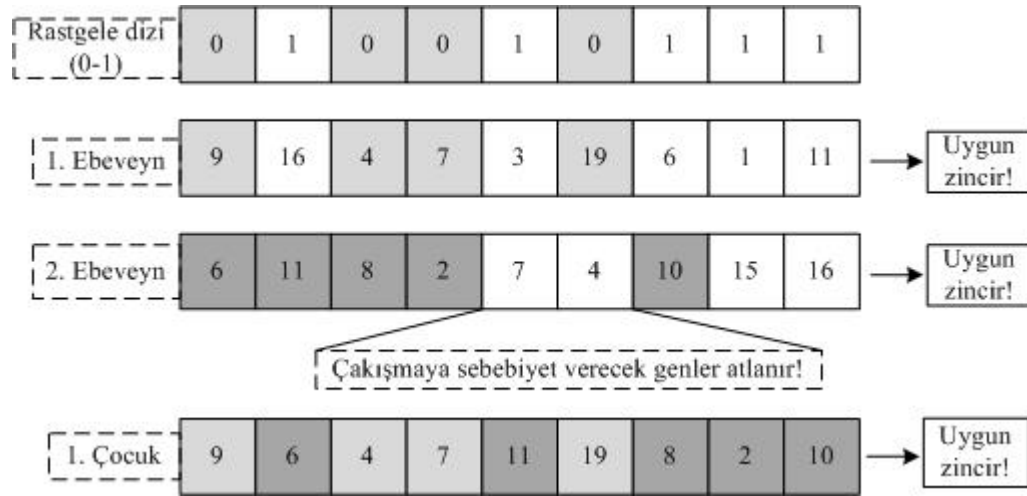 Rastgele dizi
(0-1)
0 1 0 0 1 0 1 1 1
1. Ebeveyn
9 16 4 7 3 19 6 1 11
Uygun
zincir!
2. Ebeveyn
6 11 8 2 7 4 10 15 16
Uygun
zincir!
Çakışmaya sebebiyet verecek genler atlanır!
1. Çocuk
9 6 4 7 11 19 8 2 10
Uygun
zincir!